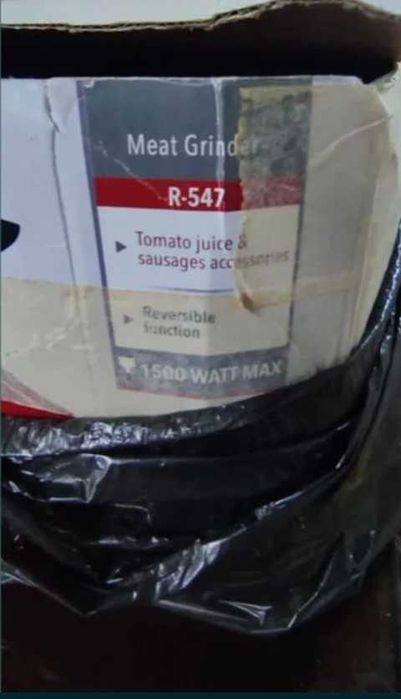 Meat Grinder
R-547
▶ Tomato juice &
sausages accessories
▶ Reversible
function
1500 WATT MAX